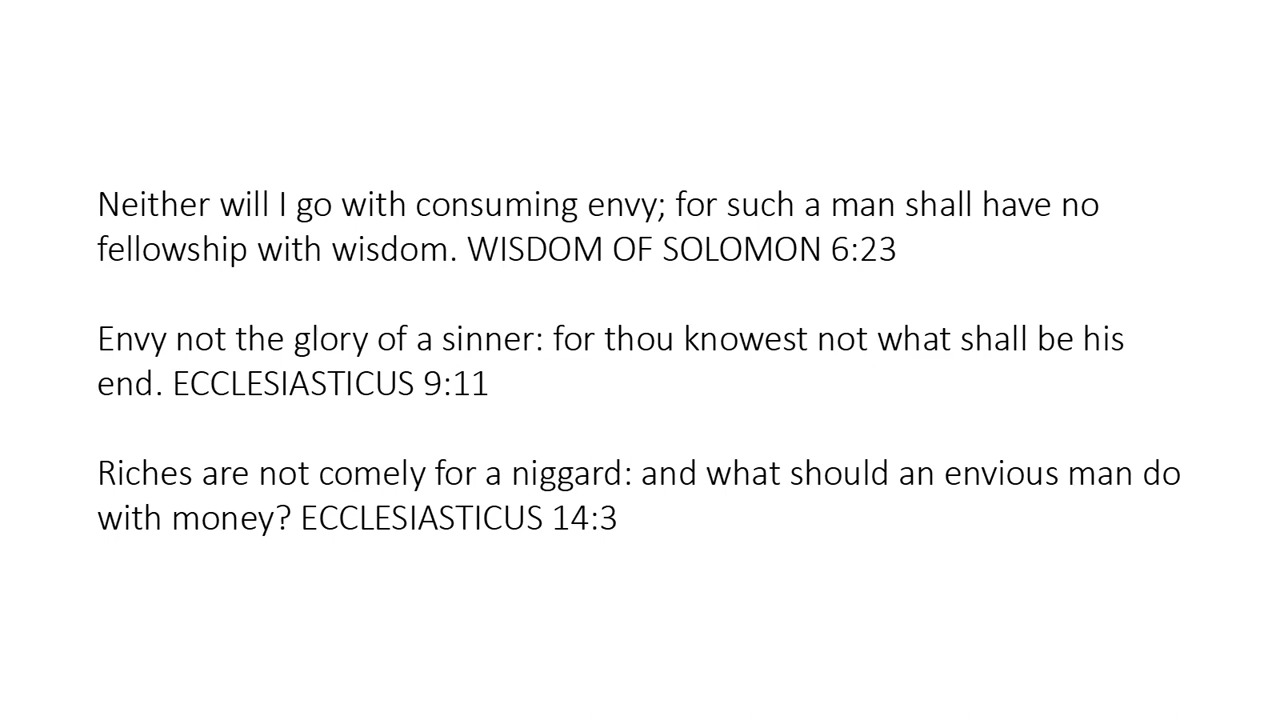 Neither will I go with consuming envy; for such a man shall have no
fellowship with wisdom. WISDOM OF SOLOMON 6:23
Envy not the glory of a sinner: for thou knowest not what shall be his
end. ECCLESIASTICUS 9:11
Riches are not comely for a niggard: and what should an envious man do
with money? ECCLESIASTICUS 14:3